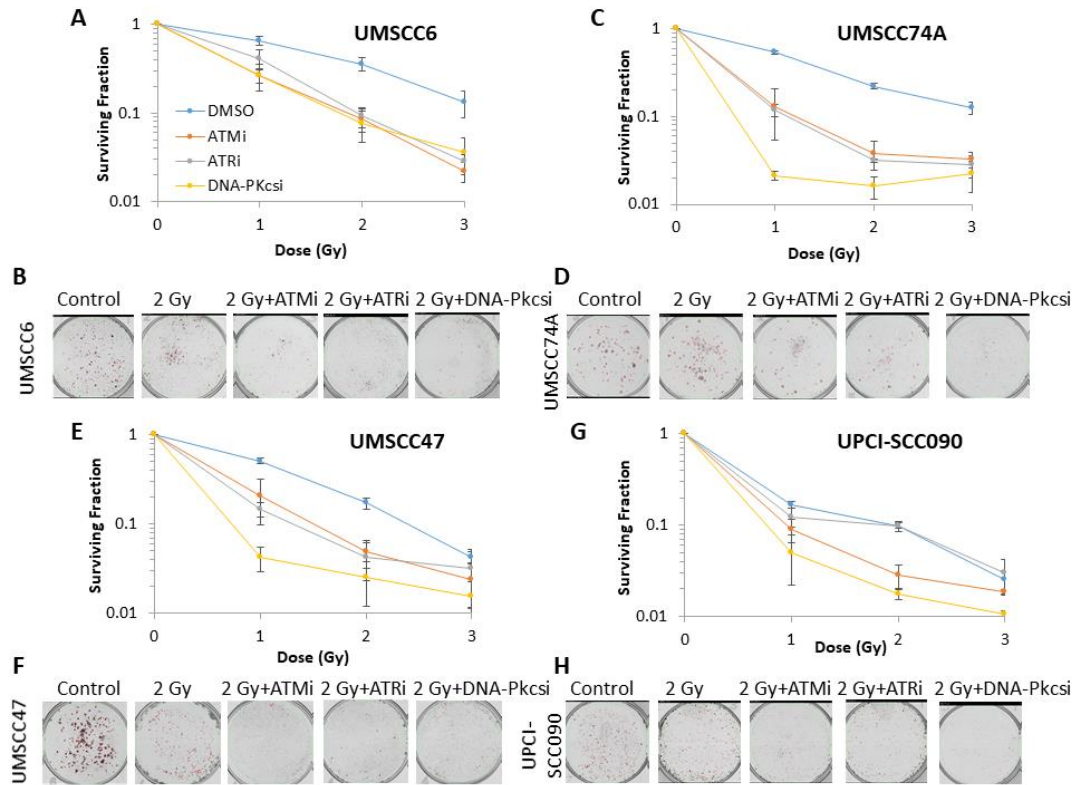 A
UMSCC6
Surviving Fraction
1
0.1
0.01
DMSO
ATMi
ATRi
DNA-PKcsi
0 1 2 3
Dose (Gy)
C
UMSCC74A
Surviving Fraction
1
0.1
0.01
0 1 2 3
Dose (Gy)
B
Control 2 Gy 2 Gy+ATMi 2 Gy+ATRi 2 Gy+DNA-Pkcsi
UMSCC6
D
Control 2 Gy 2 Gy+ATMi 2 Gy+ATRi 2 Gy+DNA-Pkcsi
UMSCC74A
E
UMSCC47
Surviving Fraction
1
0.1
0.01
0 1 2 3
Dose (Gy)
G
UPCI-SCC090
Surviving Fraction
1
0.1
0.01
0 1 2 3
Dose (Gy)
F
Control 2 Gy 2 Gy+ATMi 2 Gy+ATRi 2 Gy+DNA-Pkcsi
UMSCC47
H
Control 2 Gy 2 Gy+ATMi 2 Gy+ATRi 2 Gy+DNA-Pkcsi
UPCI-
SCC090